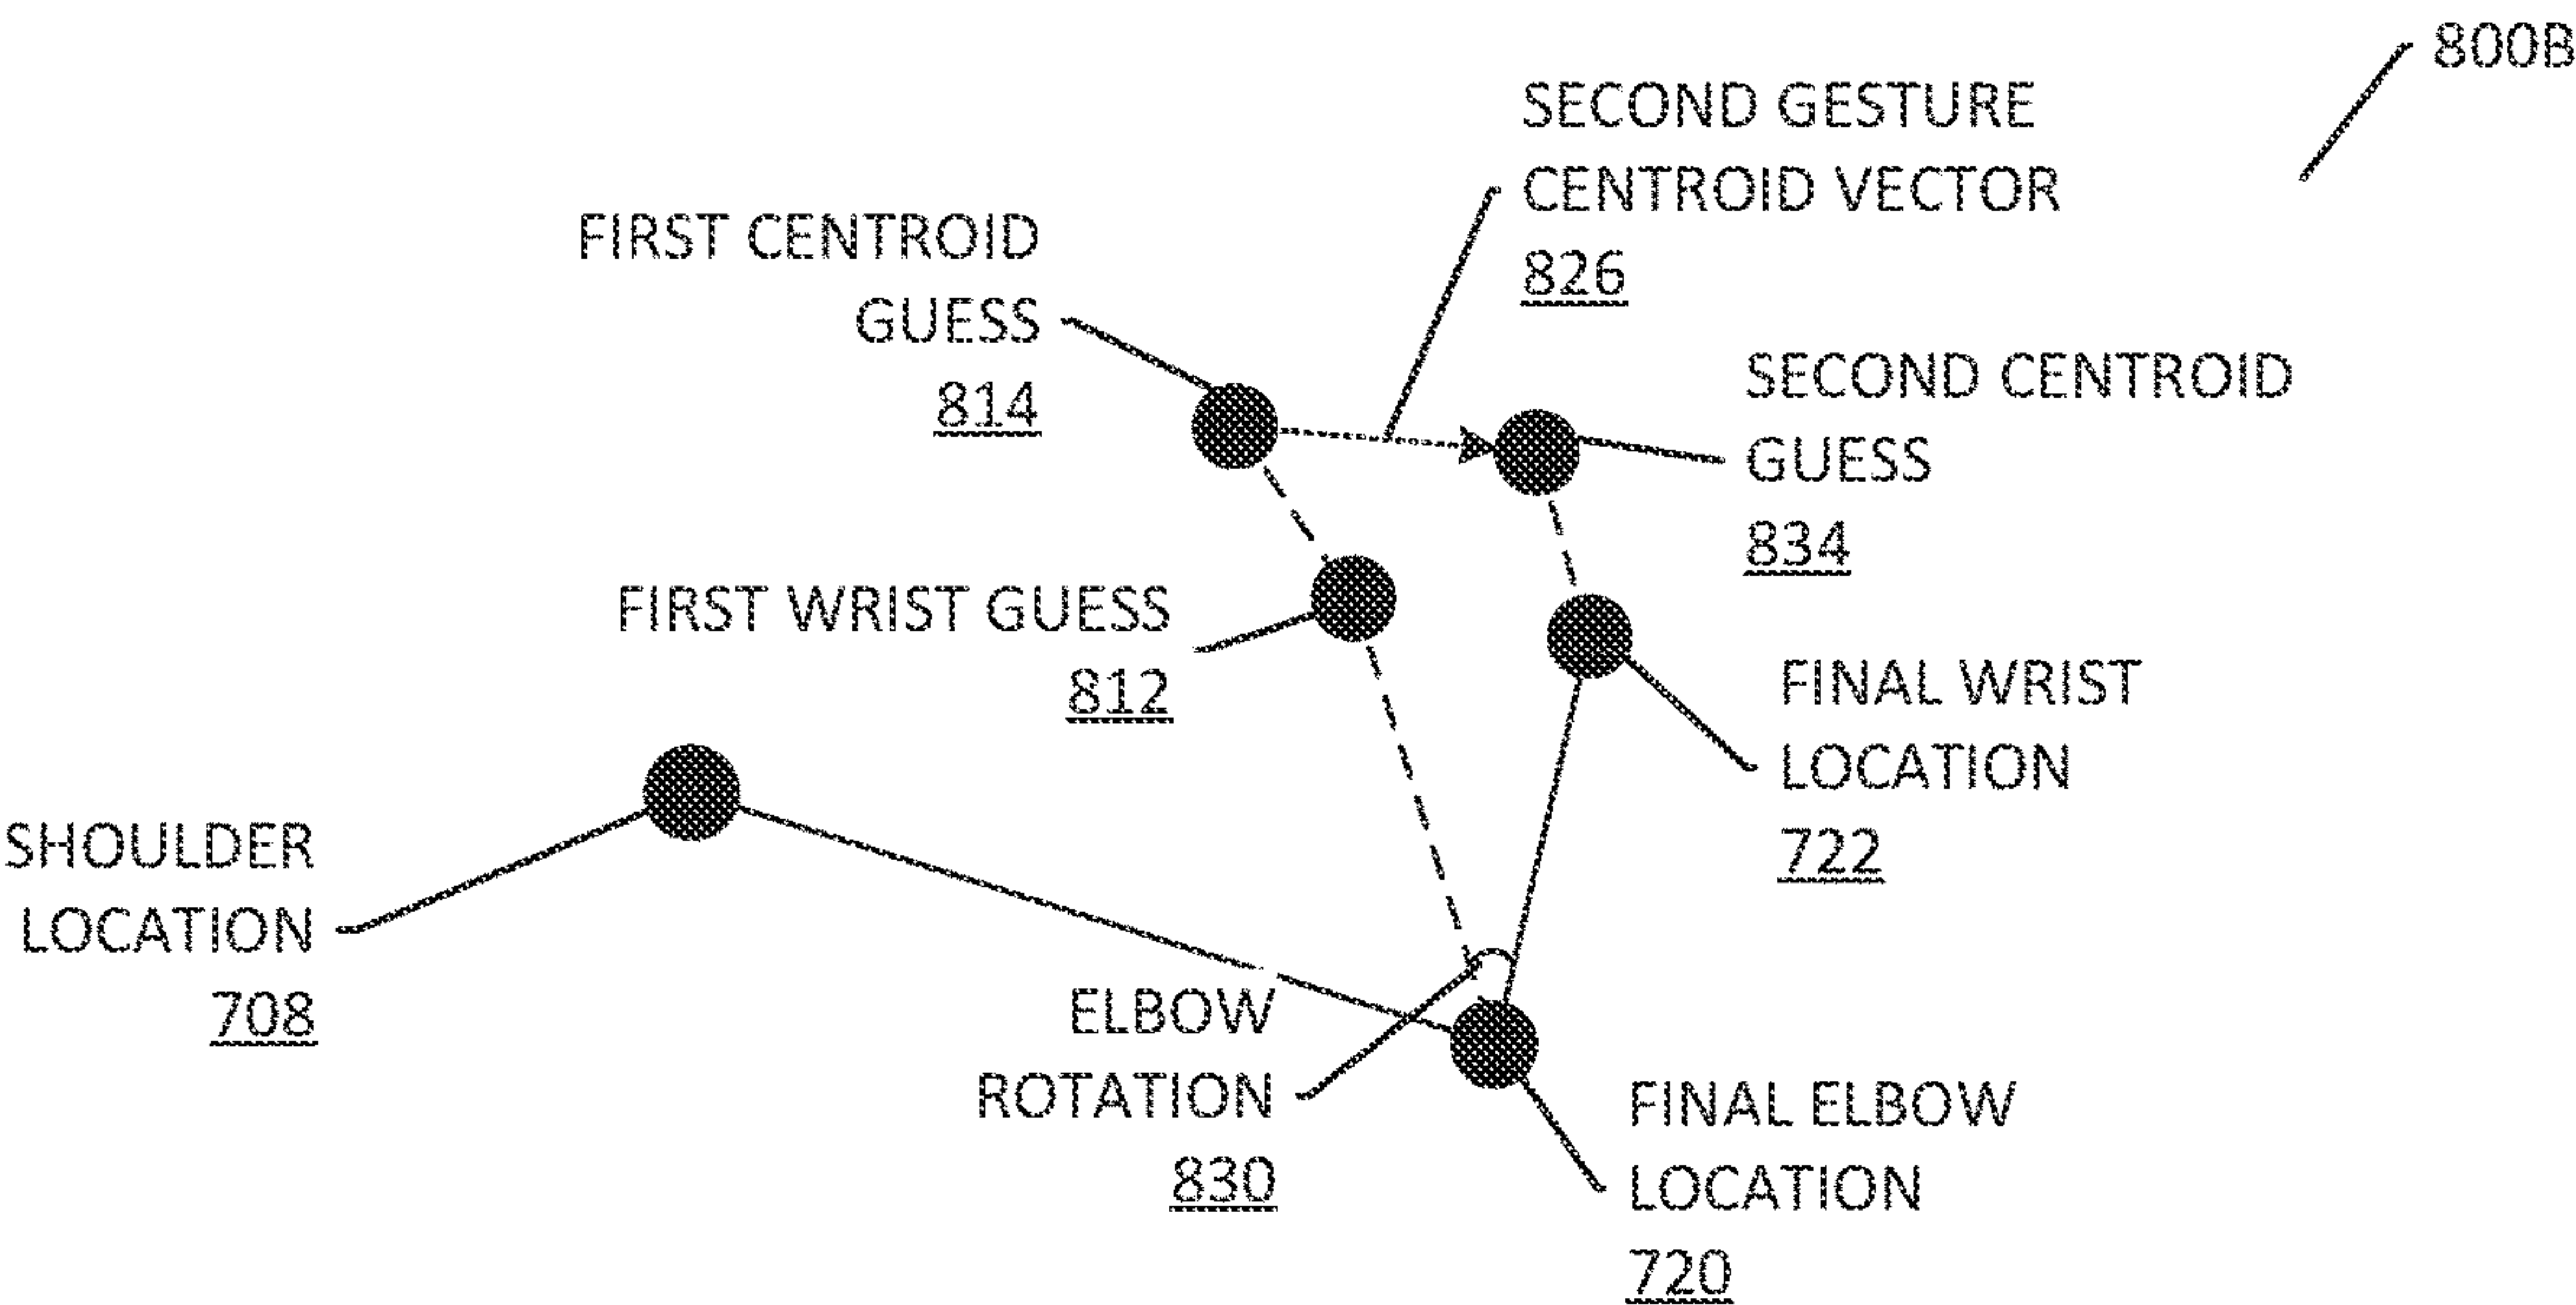 800B
SECOND GESTURE
CENTROID VECTOR
826
FIRST CENTROID
GUESS
814
SECOND CENTROID
GUESS
834
FIRST WRIST GUESS
812
FINAL WRIST
LOCATION
722
SHOULDER
LOCATION
708
ELBOW
ROTATION
830
FINAL ELBOW
LOCATION
720